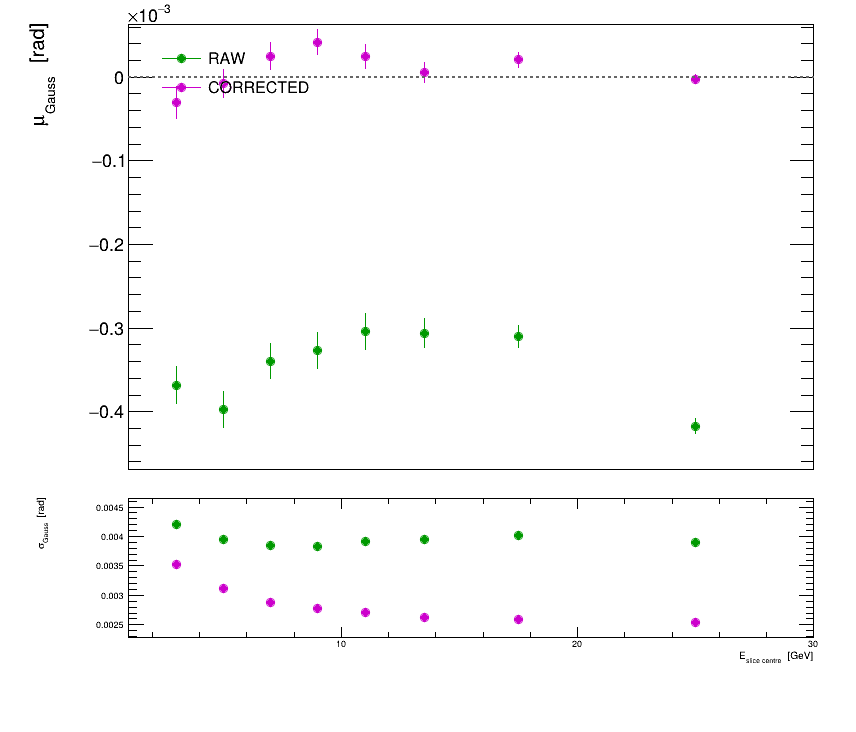 ×10⁻³
μGauss [rad]
RAW
CORRECTED
0
−0.1
−0.2
−0.3
−0.4
σGauss [rad]
0.0045
0.004
0.0035
0.003
0.0025
10 20 30
Eslice centre [GeV]